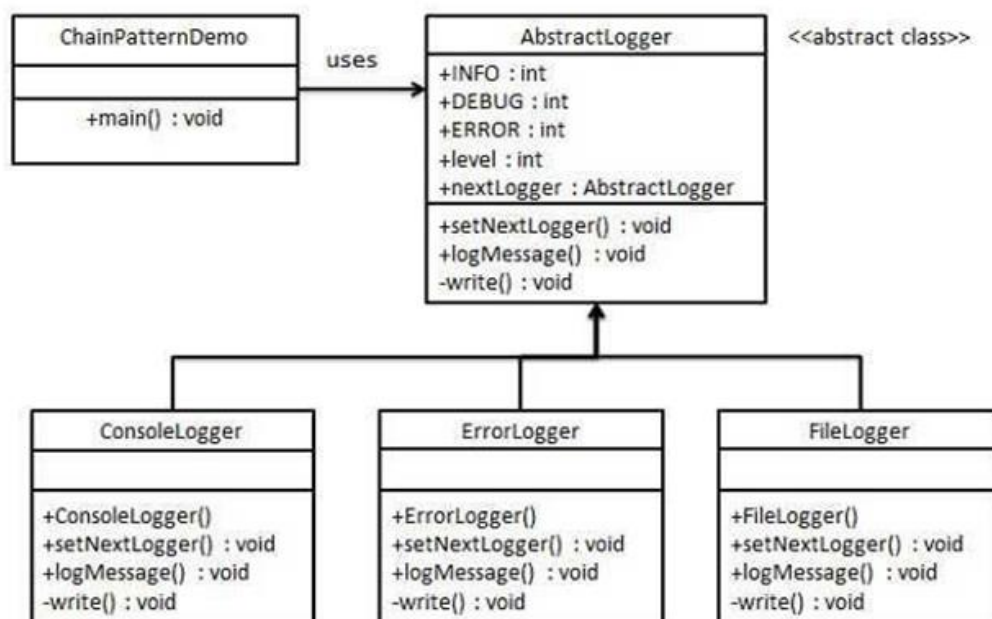 ChainPatternDemo
+main() : void
uses
AbstractLogger
<<abstract class>>
+INFO : int
+DEBUG : int
+ERROR : int
+level : int
+nextLogger : AbstractLogger
+setNextLogger() : void
+logMessage() : void
-write() : void
ConsoleLogger
+ConsoleLogger()
+setNextLogger() : void
+logMessage() : void
-write() : void
ErrorLogger
+ErrorLogger()
+setNextLogger() : void
+logMessage() : void
-write() : void
FileLogger
+FileLogger()
+setNextLogger() : void
+logMessage() : void
-write() : void